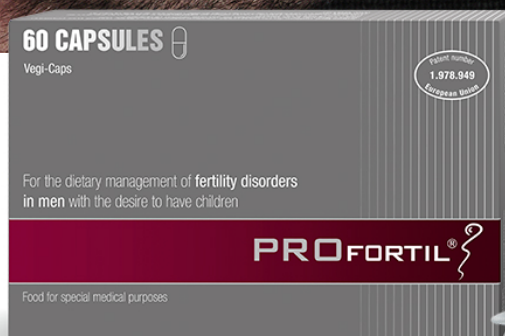 60 CAPSULES
Vegi-Caps
Patent number
1.978.949
European Union
For the dietary management of fertility disorders
in men with the desire to have children
PROFORTIL®
Food for special medical purposes